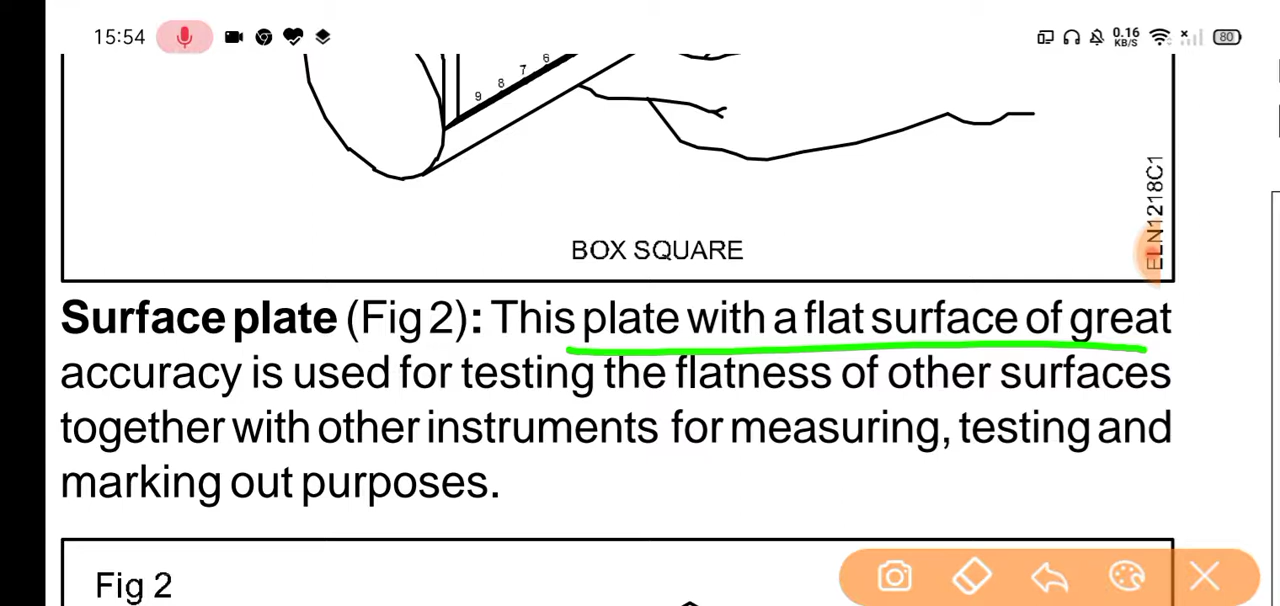 15:54
0.16
KB/S
80
6
7
8
9
ELN1218C1
BOX SQUARE
Surface plate (Fig 2): This plate with a flat surface of great
accuracy is used for testing the flatness of other surfaces
together with other instruments for measuring, testing and
marking out purposes.
Fig 2